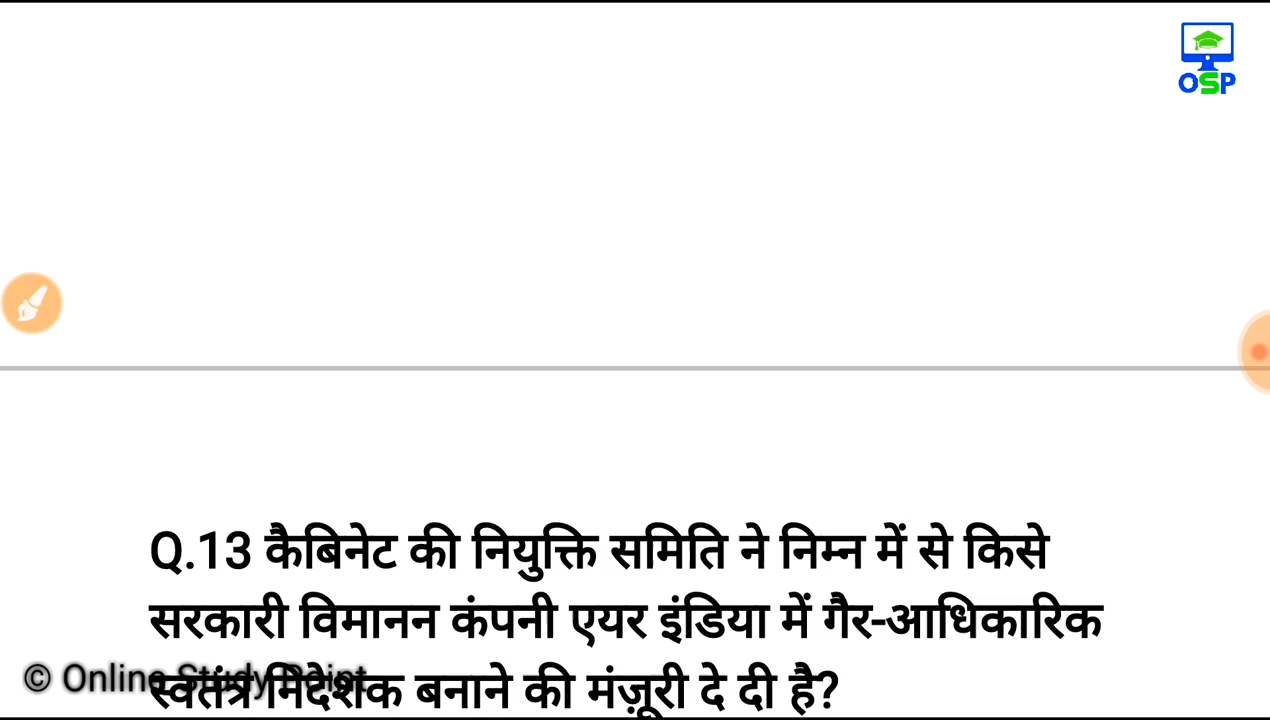 OSP
Q.13 कैबिनेट की नियुक्ति समिति ने निम्न में से किसे
सरकारी विमानन कंपनी एयर इंडिया में गैर-आधिकारिक
स्वतंत्र निदेशक बनाने की मंज़ूरी दे दी है?
© Online Study Point